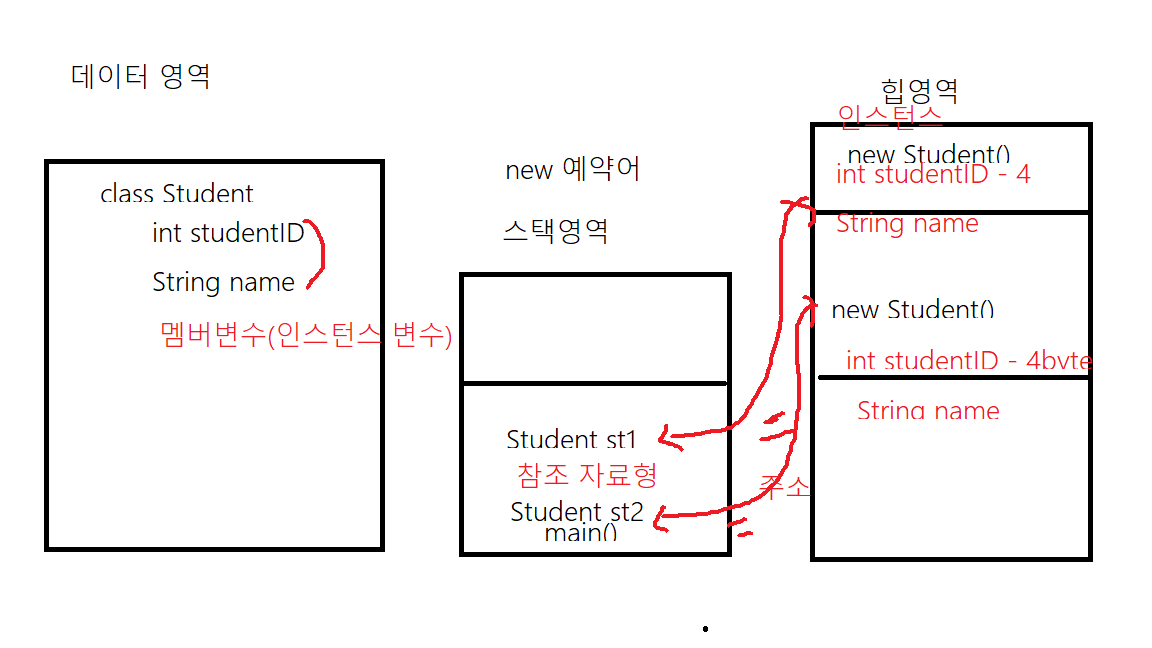 데이터 영역
class Student
int studentID
String name
멤버변수(인스턴스 변수)
new 예약어
스택영역
Student st1
참조 자료형
Student st2
main()
주소
힙영역
인스턴스
new Student()
int studentID - 4
String name
new Student()
int studentID - 4byte
String name